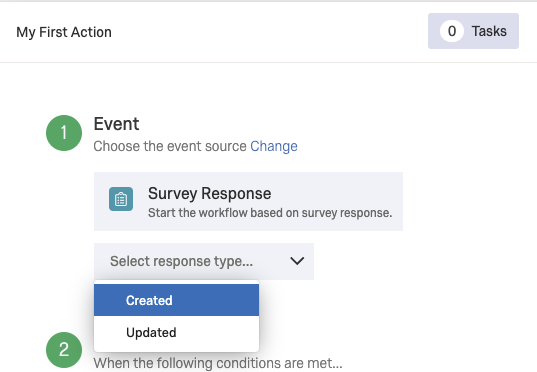 My First Action
0 Tasks
1
Event
Choose the event source Change
Survey Response
Start the workflow based on survey response.
Select response type...
Created
Updated
2
When the following conditions are met...